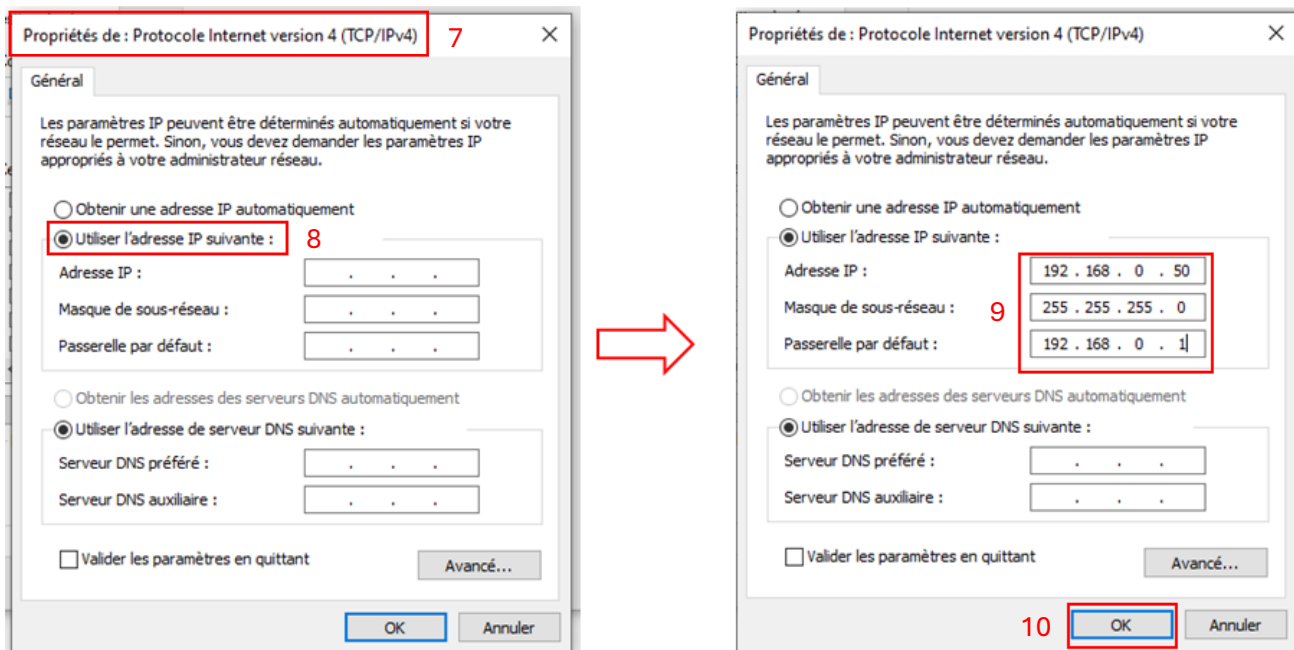 Propriétés de : Protocole Internet version 4 (TCP/IPv4)
7
Général
Les paramètres IP peuvent être déterminés automatiquement si votre
réseau le permet. Sinon, vous devez demander les paramètres IP
appropriés à votre administrateur réseau.
Obtenir une adresse IP automatiquement
Utiliser l'adresse IP suivante :
8
Adresse IP :
. . .
Masque de sous-réseau :
. . .
Passerelle par défaut :
. . .
Obtenir les adresses des serveurs DNS automatiquement
Utiliser l'adresse de serveur DNS suivante :
Serveur DNS préféré :
. . .
Serveur DNS auxiliaire :
. . .
Valider les paramètres en quittant
Avancé...
OK
Annuler
Propriétés de : Protocole Internet version 4 (TCP/IPv4)
Général
Les paramètres IP peuvent être déterminés automatiquement si votre
réseau le permet. Sinon, vous devez demander les paramètres IP
appropriés à votre administrateur réseau.
Obtenir une adresse IP automatiquement
Utiliser l'adresse IP suivante :
Adresse IP :
192 . 168 . 0 . 50
Masque de sous-réseau :
9
255 . 255 . 255 . 0
Passerelle par défaut :
192 . 168 . 0 . 1
Obtenir les adresses des serveurs DNS automatiquement
Utiliser l'adresse de serveur DNS suivante :
Serveur DNS préféré :
. . .
Serveur DNS auxiliaire :
. . .
Valider les paramètres en quittant
Avancé...
10
OK
Annuler